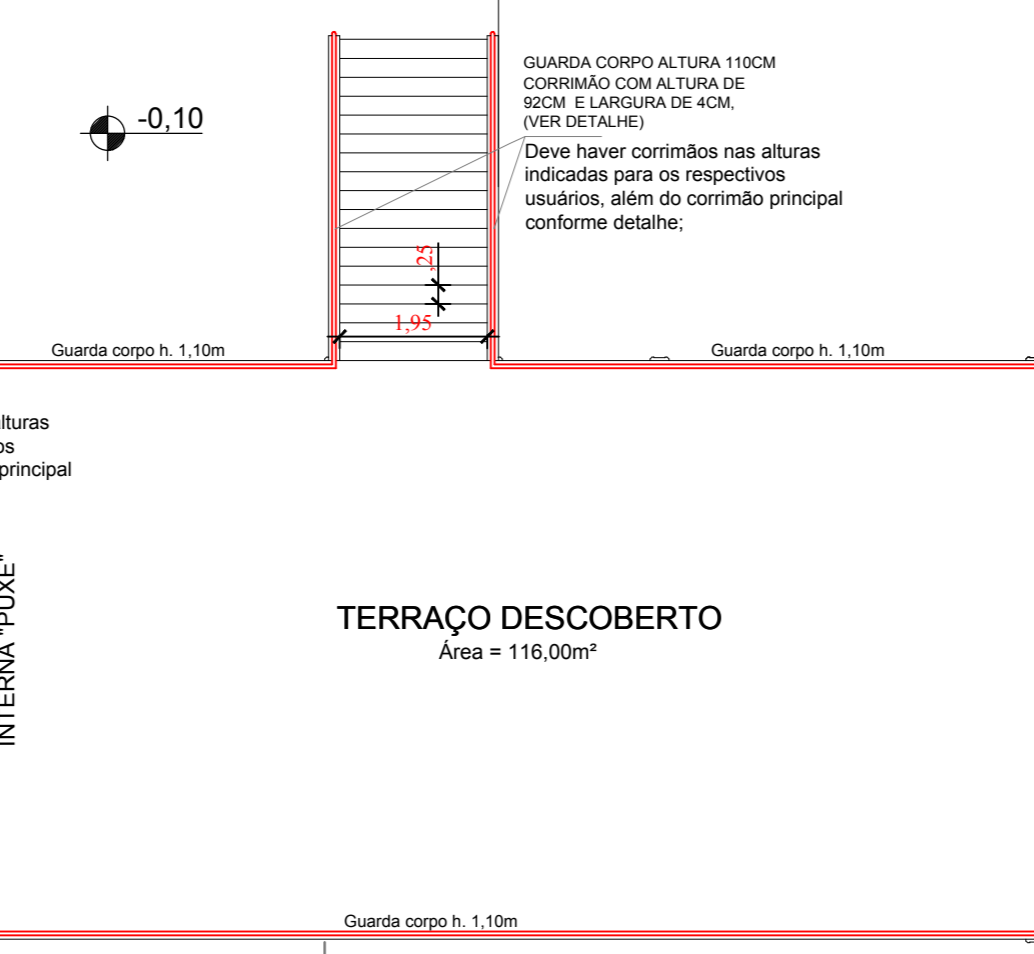 GUARDA CORPO ALTURA 110CM
CORRIMÃO COM ALTURA DE
92CM E LARGURA DE 4CM,
(VER DETALHE)
-0,10
Deve haver corrimãos nas alturas
indicadas para os respectivos
usuários, além do corrimão principal
conforme detalhe;
,25
1,95
Guarda corpo h. 1,10m
Guarda corpo h. 1,10m
alturas
os
principal
INTERNA "PUXE"
TERRAÇO DESCOBERTO
Área = 116,00m²
Guarda corpo h. 1,10m